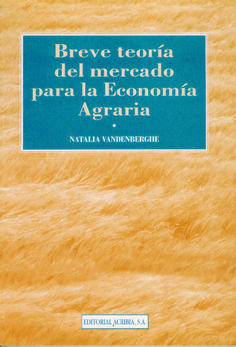 Breve teoría
del mercado
para la Economía
Agraria
•
NATALIA VANDENBERGHE
EDITORIAL ACRIBIA, S.A.